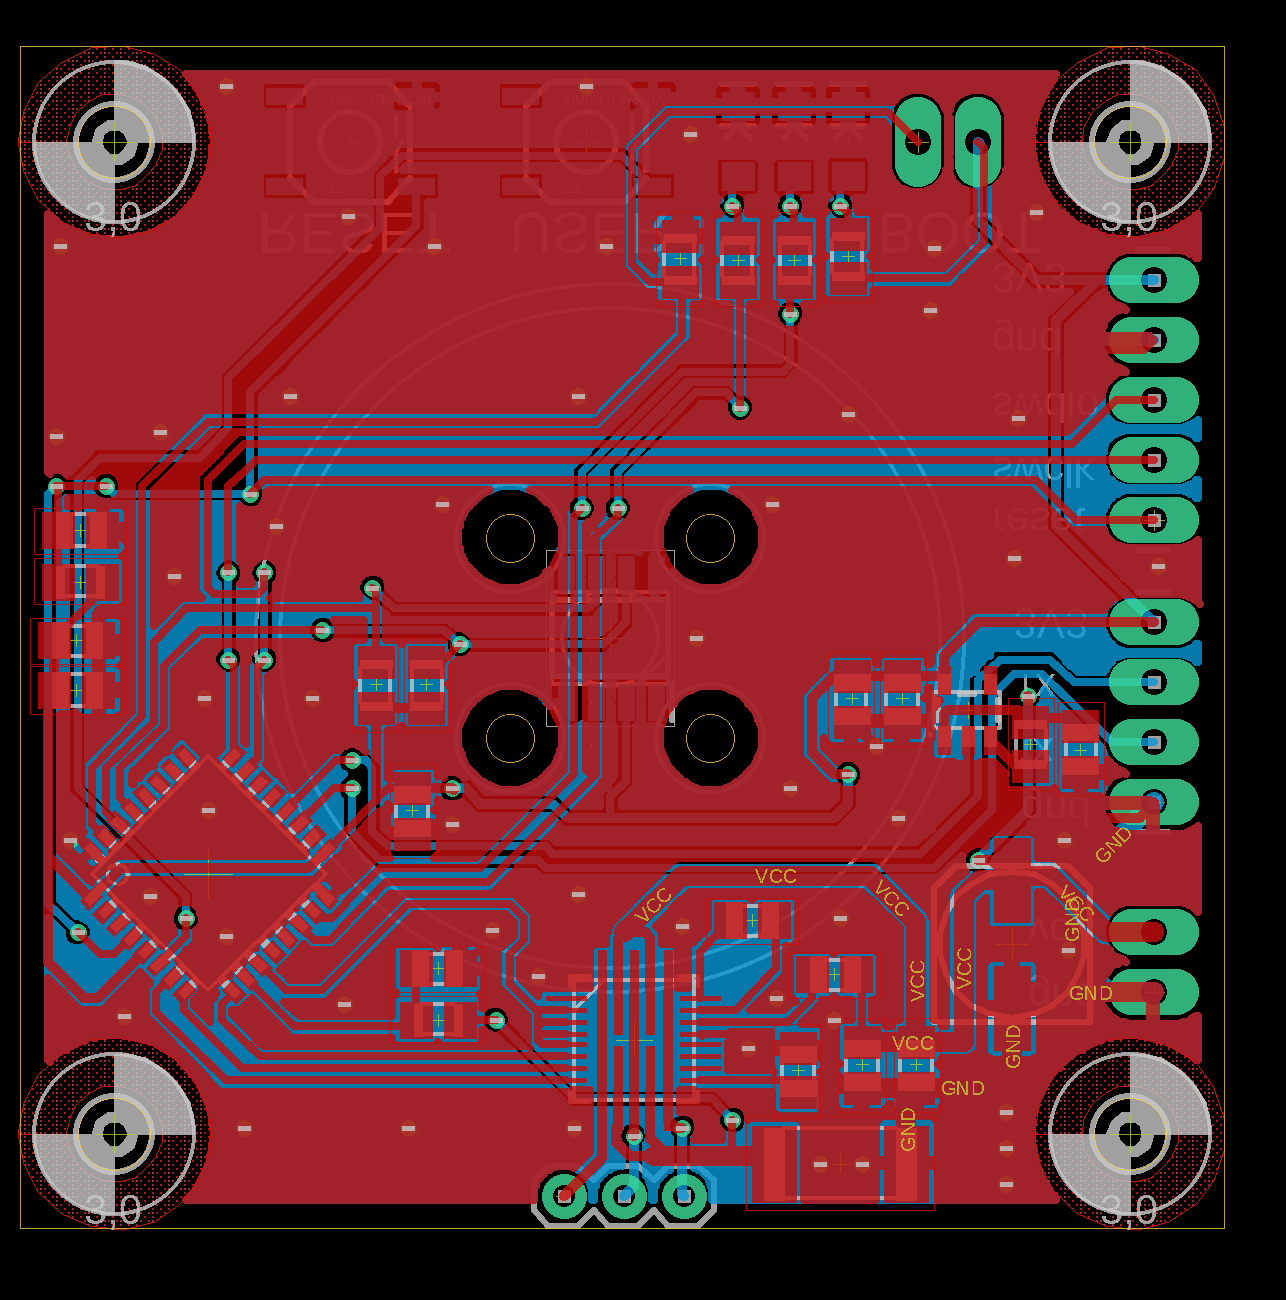 3,0
3,0
RESET
USER
BOOT
3V3
gnd
swdio
swclk
reset
3V3
TX
gnd
GND
VCC
VCC
VCC
VCC
GND
VCC
VCC
GND
VCC
GND
GND
GND
3,0
3,0